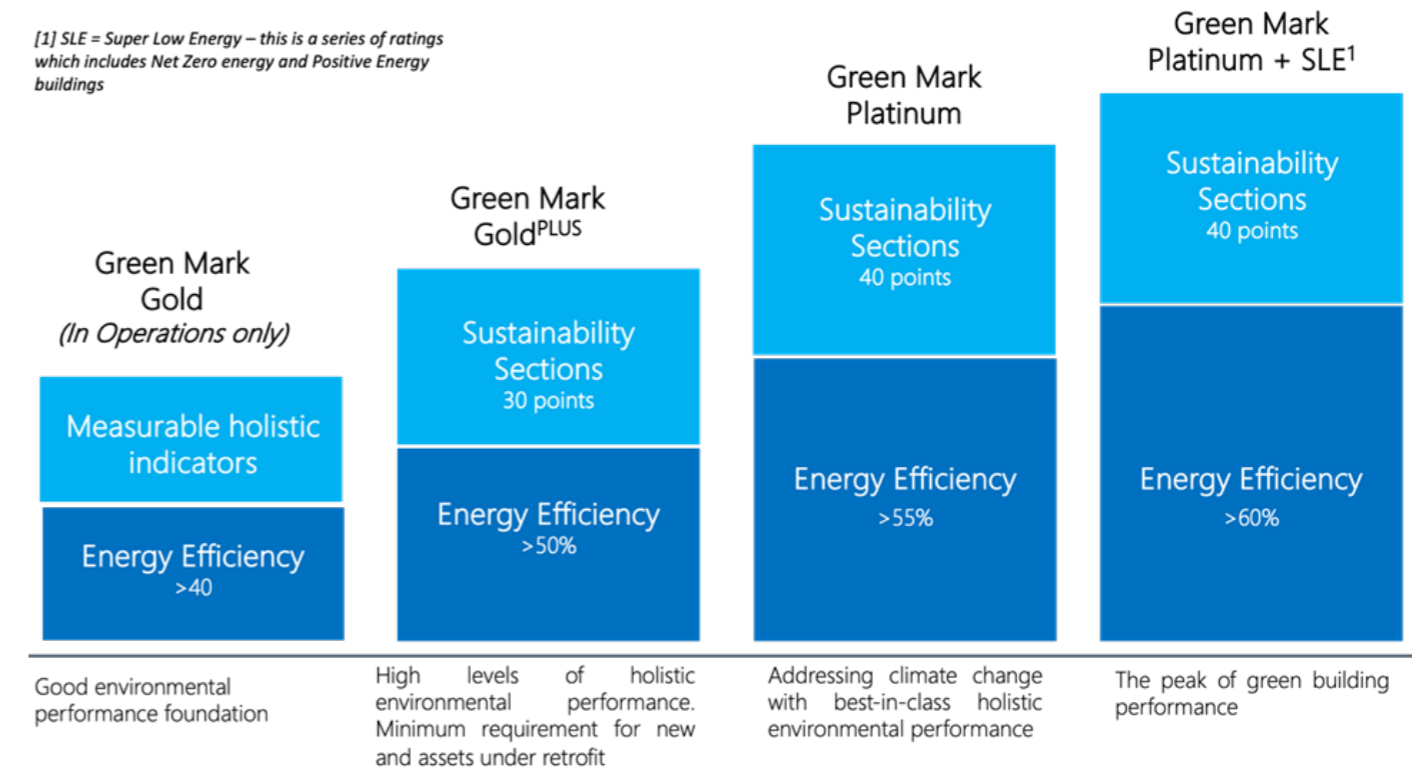 [1] SLE = Super Low Energy – this is a series of ratings
which includes Net Zero energy and Positive Energy
buildings
Green Mark
Gold
(In Operations only)
Measurable holistic
indicators
Energy Efficiency
>40
Good environmental
performance foundation
Green Mark
Gold^PLUS
Sustainability
Sections
30 points
Energy Efficiency
>50%
High levels of holistic
environmental performance.
Minimum requirement for new
and assets under retrofit
Green Mark
Platinum
Sustainability
Sections
40 points
Energy Efficiency
>55%
Addressing climate change
with best-in-class holistic
environmental performance
Green Mark
Platinum + SLE¹
Sustainability
Sections
40 points
Energy Efficiency
>60%
The peak of green building
performance